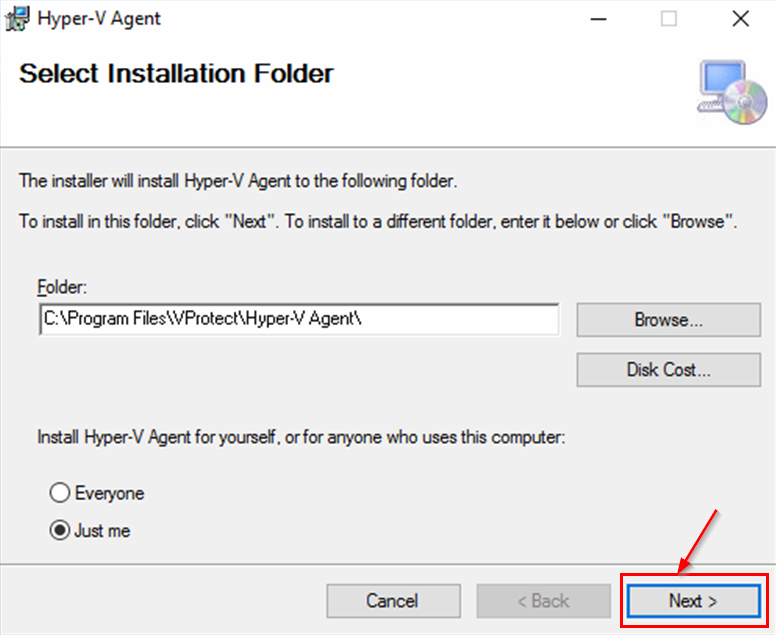 Hyper-V Agent
Select Installation Folder
The installer will install Hyper-V Agent to the following folder.
To install in this folder, click "Next". To install to a different folder, enter it below or click "Browse".
Folder:
C:\Program Files\VProtect\Hyper-V Agent\
Browse...
Disk Cost...
Install Hyper-V Agent for yourself, or for anyone who uses this computer:
Everyone
Just me
Cancel
< Back
Next >